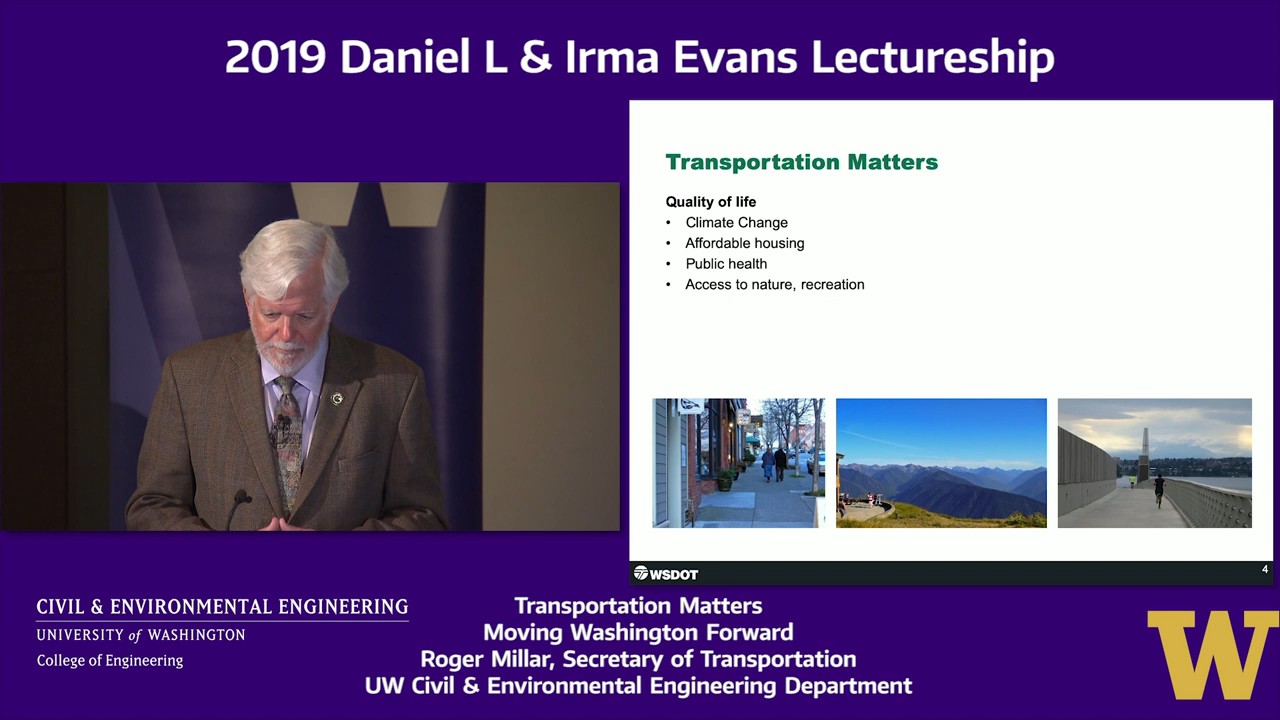 2019 Daniel L & Irma Evans Lectureship
Transportation Matters
Quality of life
• Climate Change
• Affordable housing
• Public health
• Access to nature, recreation
WSDOT
4
CIVIL & ENVIRONMENTAL ENGINEERING
UNIVERSITY of WASHINGTON
College of Engineering
Transportation Matters
Moving Washington Forward
Roger Millar, Secretary of Transportation
UW Civil & Environmental Engineering Department
W